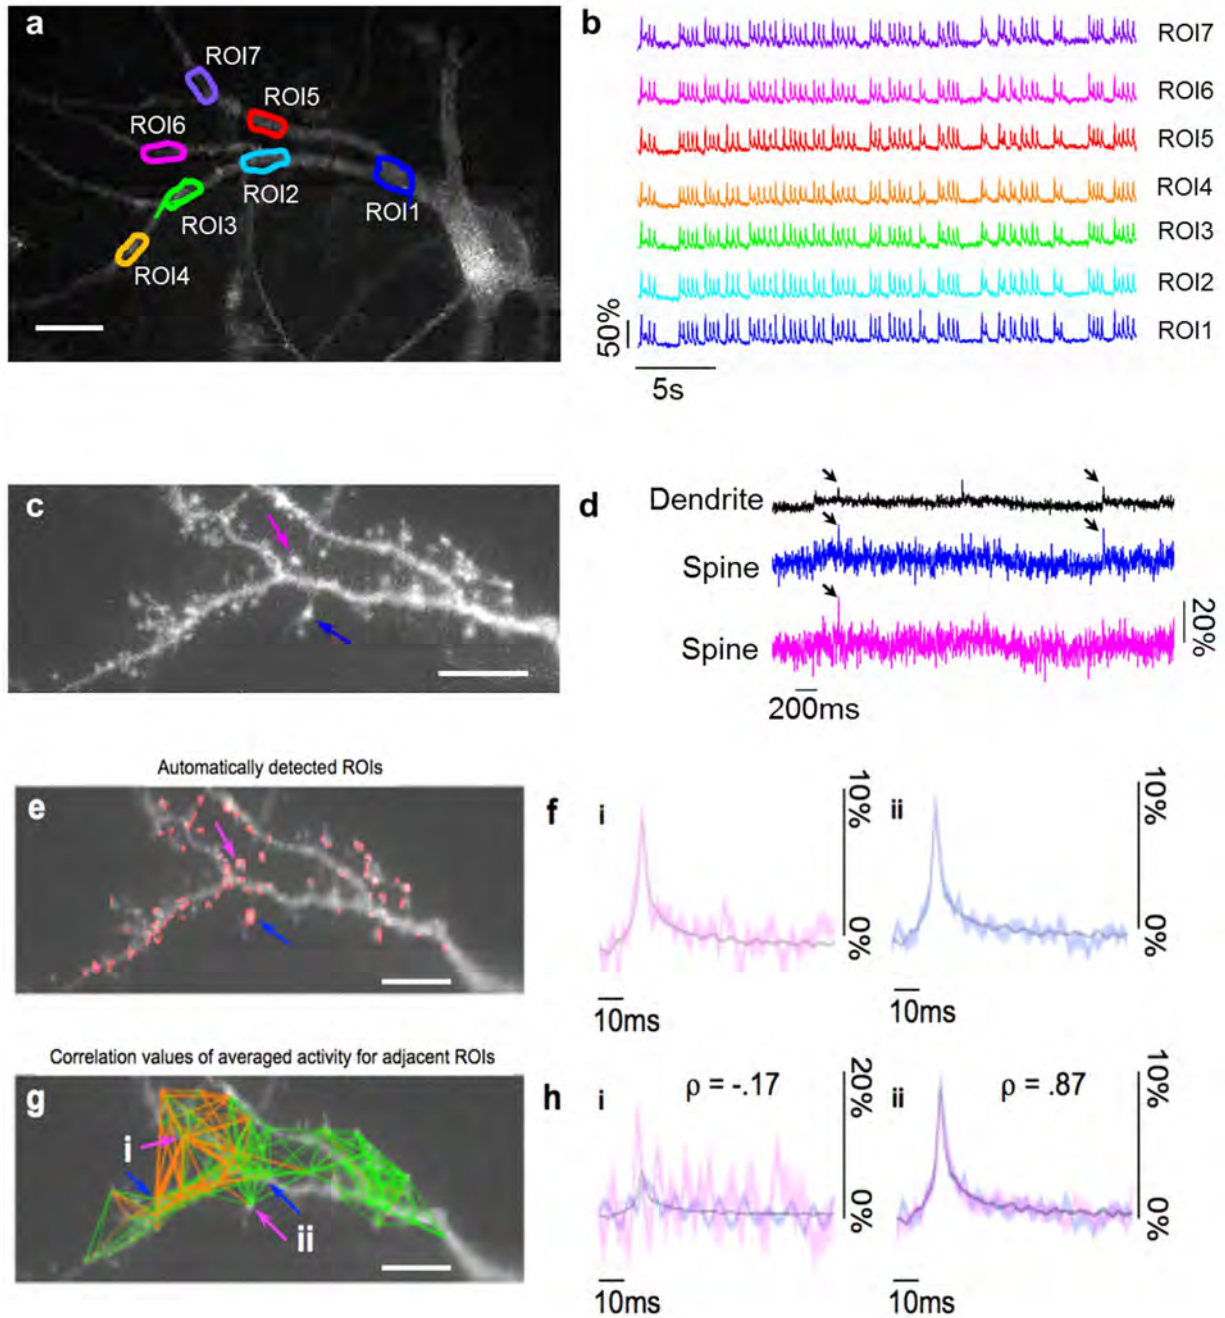 a
ROI7
ROI5
ROI6
ROI2
ROI1
ROI3
ROI4
b
ROI7
ROI6
ROI5
ROI4
ROI3
ROI2
ROI1
50%
5s
c
d
Dendrite
Spine
Spine
20%
200ms
Automatically detected ROIs
e
f
i
10%
0%
10ms
ii
10%
0%
10ms
Correlation values of averaged activity for adjacent ROIs
g
i
ii
h
i
ρ = -.17
20%
0%
10ms
ii
ρ = .87
10%
0%
10ms